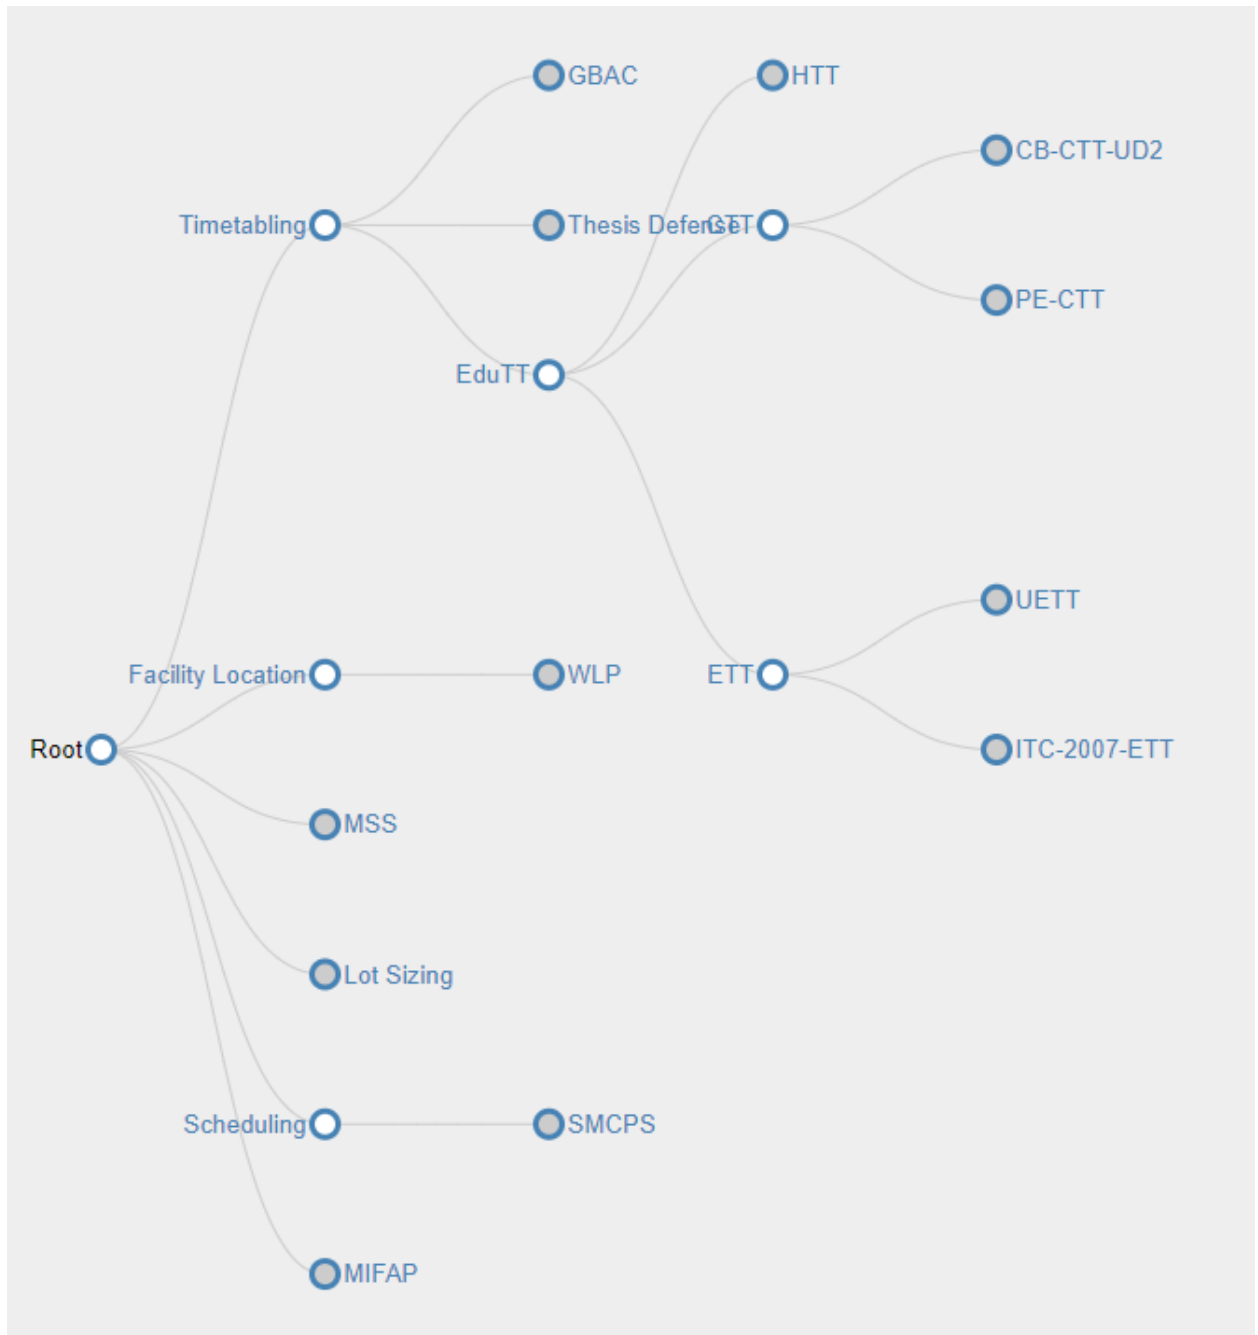 GBAC
HTT
CB-CTT-UD2
Timetabling
Thesis Defense
CTT
PE-CTT
EduTT
UETT
Facility Location
WLP
ETT
Root
ITC-2007-ETT
MSS
Lot Sizing
Scheduling
SMCPS
MIFAP